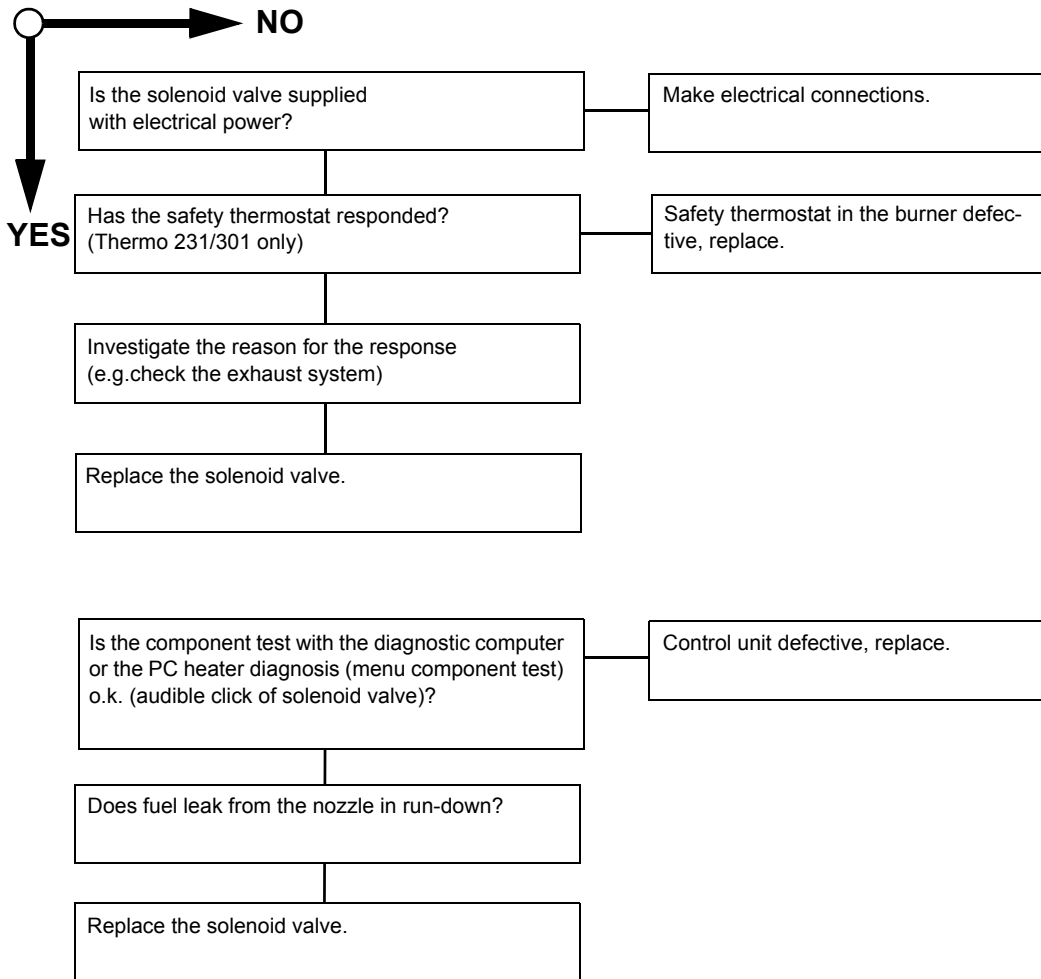 NO
Is the solenoid valve supplied
with electrical power?
Make electrical connections.
YES
Has the safety thermostat responded?
(Thermo 231/301 only)
Safety thermostat in the burner defec-
tive, replace.
Investigate the reason for the response
(e.g.check the exhaust system)
Replace the solenoid valve.
Is the component test with the diagnostic computer
or the PC heater diagnosis (menu component test)
o.k. (audible click of solenoid valve)?
Control unit defective, replace.
Does fuel leak from the nozzle in run-down?
Replace the solenoid valve.